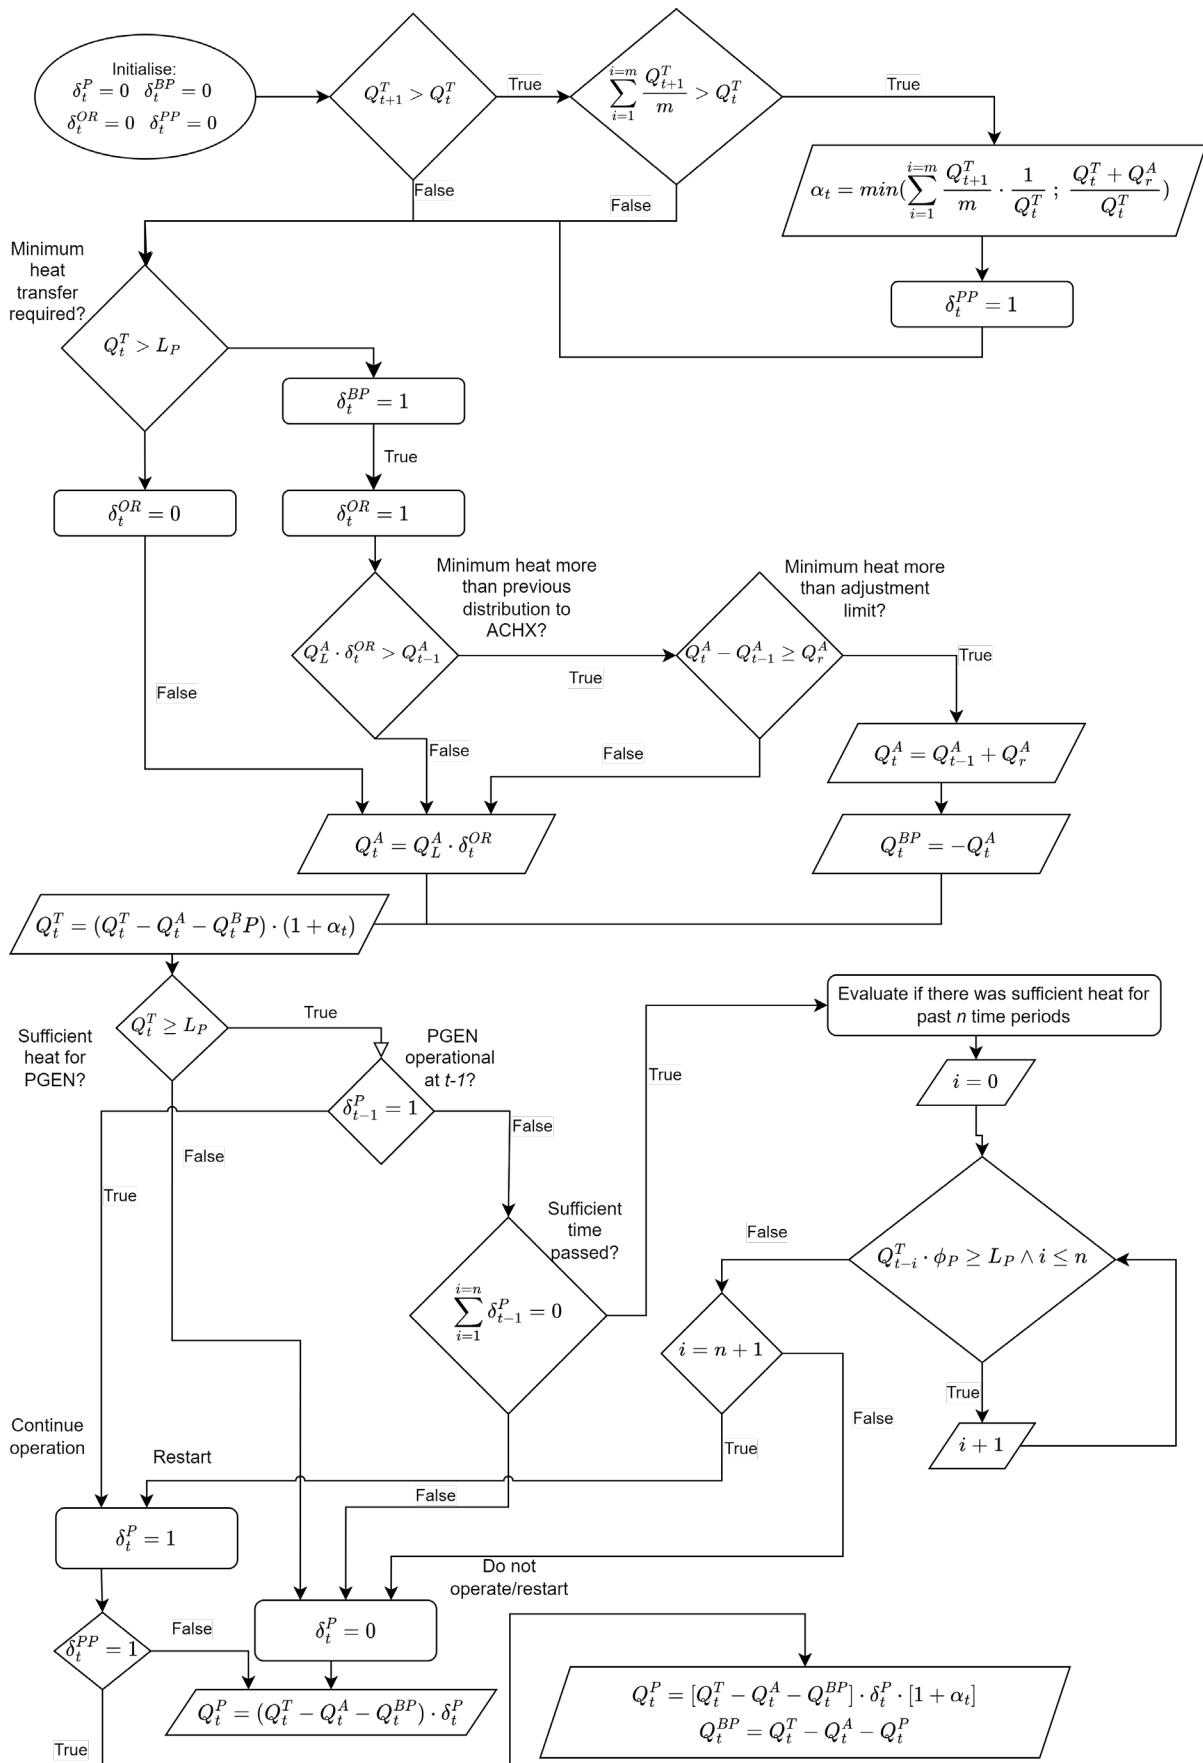 Initialise:
δ_t^P = 0 δ_t^{BP} = 0
δ_t^{OR} = 0 δ_t^{PP} = 0
Q_{t+1}^T > Q_t^T
True
\sum_{i=1}^{i=m} \frac{Q_{t+1}^T}{m} > Q_t^T
True
α_t = min(\sum_{i=1}^{i=m} \frac{Q_{t+1}^T}{m} · \frac{1}{Q_t^T} ; \frac{Q_t^T + Q_r^A}{Q_t^T})
False
False
δ_t^{PP} = 1
Minimum
heat
transfer
required?
Q_t^T > L_P
δ_t^{BP} = 1
True
δ_t^{OR} = 0
δ_t^{OR} = 1
Minimum heat more
than previous
distribution to
ACHX?
Minimum heat more
than adjustment
limit?
Q_L^A · δ_t^{OR} > Q_{t-1}^A
True
Q_t^A − Q_{t-1}^A ≥ Q_r^A
True
False
False
False
Q_t^A = Q_{t-1}^A + Q_r^A
Q_t^A = Q_L^A · δ_t^{OR}
Q_t^{BP} = −Q_t^A
Q_t^T = (Q_t^T − Q_t^A − Q_t^B P) · (1 + α_t)
Sufficient
heat for
PGEN?
Q_t^T ≥ L_P
True
PGEN
operational
at t-1?
δ_{t-1}^P = 1
True
False
False
True
Evaluate if there was sufficient heat for
past n time periods
i = 0
Sufficient
time
passed?
\sum_{i=1}^{i=n} δ_{t-1}^P = 0
False
Q_{t-i}^T · ϕ_P ≥ L_P ∧ i ≤ n
i = n + 1
True
False
i + 1
Continue
operation
Restart
True
False
δ_t^P = 1
Do not
operate/restart
δ_t^{PP} = 1
False
δ_t^P = 0
Q_t^P = (Q_t^T − Q_t^A − Q_t^{BP}) · δ_t^P
True
Q_t^P = [Q_t^T − Q_t^A − Q_t^{BP}] · δ_t^P · [1 + α_t]
Q_t^{BP} = Q_t^T − Q_t^A − Q_t^P